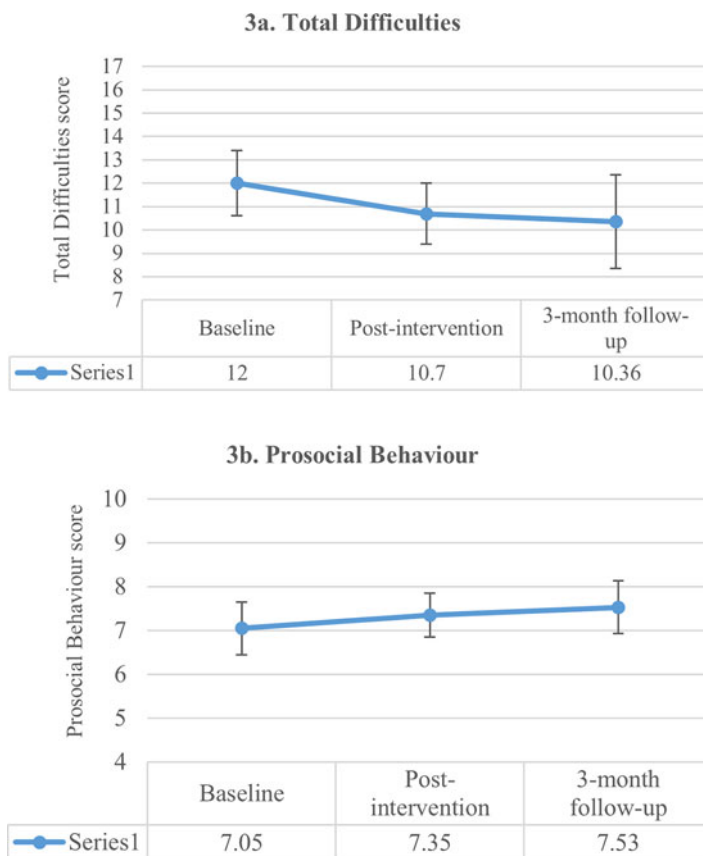 3a. Total Difficulties
Total Difficulties score
17
16
15
14
13
12
11
10
9
8
7
Baseline
Post-intervention
3-month follow-
up
Series1
12
10.7
10.36
3b. Prosocial Behaviour
Prosocial Behaviour score
10
9
8
7
6
5
4
Baseline
Post-
intervention
3-month
follow-up
Series1
7.05
7.35
7.53